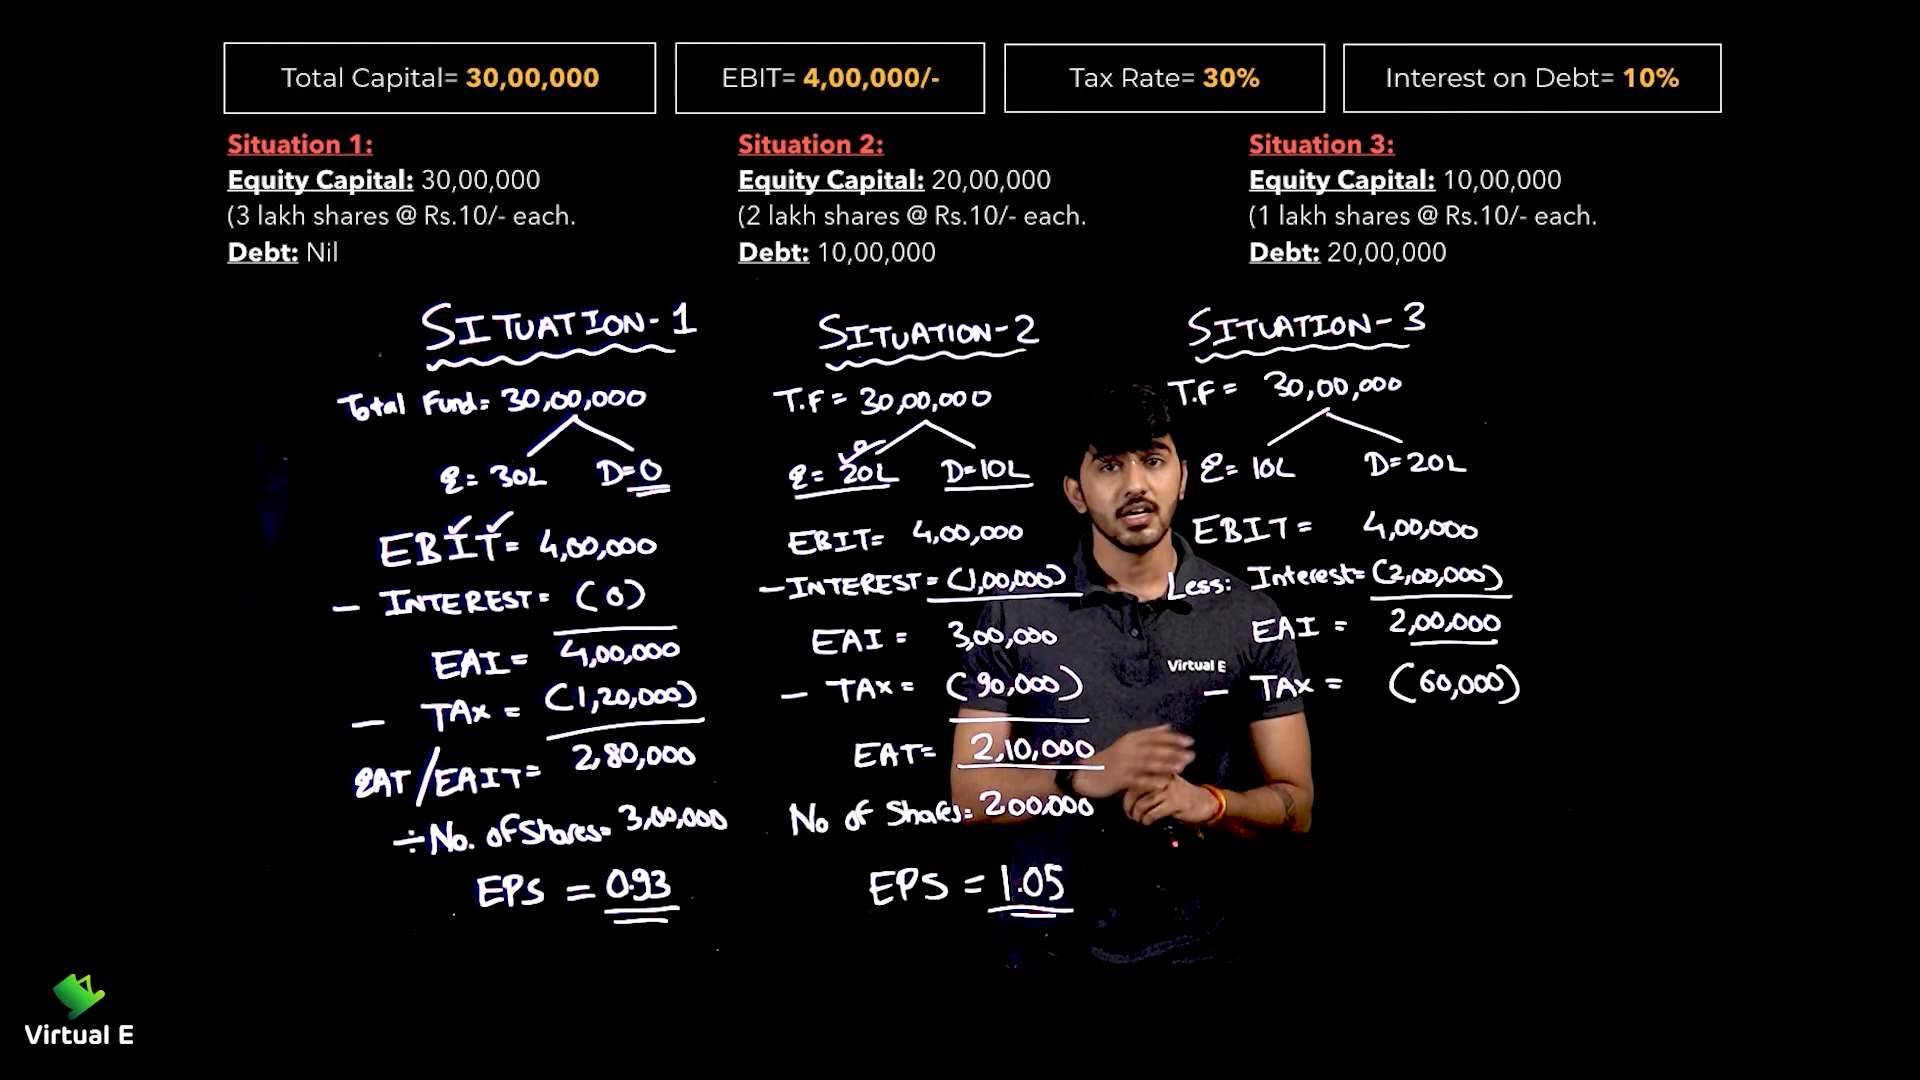 Total Capital= 30,00,000
EBIT= 4,00,000/-
Tax Rate= 30%
Interest on Debt= 10%
Situation 1:
Equity Capital: 30,00,000
(3 lakh shares @ Rs.10/- each.
Debt: Nil
Situation 2:
Equity Capital: 20,00,000
(2 lakh shares @ Rs.10/- each.
Debt: 10,00,000
Situation 3:
Equity Capital: 10,00,000
(1 lakh shares @ Rs.10/- each.
Debt: 20,00,000
SITUATION-1
Total Fund= 30,00,000
E= 30L D=0
EBIT= 4,00,000
- INTEREST= (0)
EAI= 4,00,000
- TAx = (1,20,000)
EAT/EAIT= 2,80,000
÷No. of Shares= 3,00,000
EPS = 0.93
SITUATION-2
T.F = 30,00,000
E= 20L D=10L
EBIT= 4,00,000
-INTEREST= (1,00,000)
EAI = 3,00,000
- TAx = (90,000)
EAT= 2,10,000
No of Shares= 200,000
EPS = 1.05
SITUATION-3
T.F = 30,00,000
E= 10L D=20L
EBIT= 4,00,000
Less: Interest= (2,00,000)
EAI = 2,00,000
- TAx = (60,000)
Virtual E
Virtual E